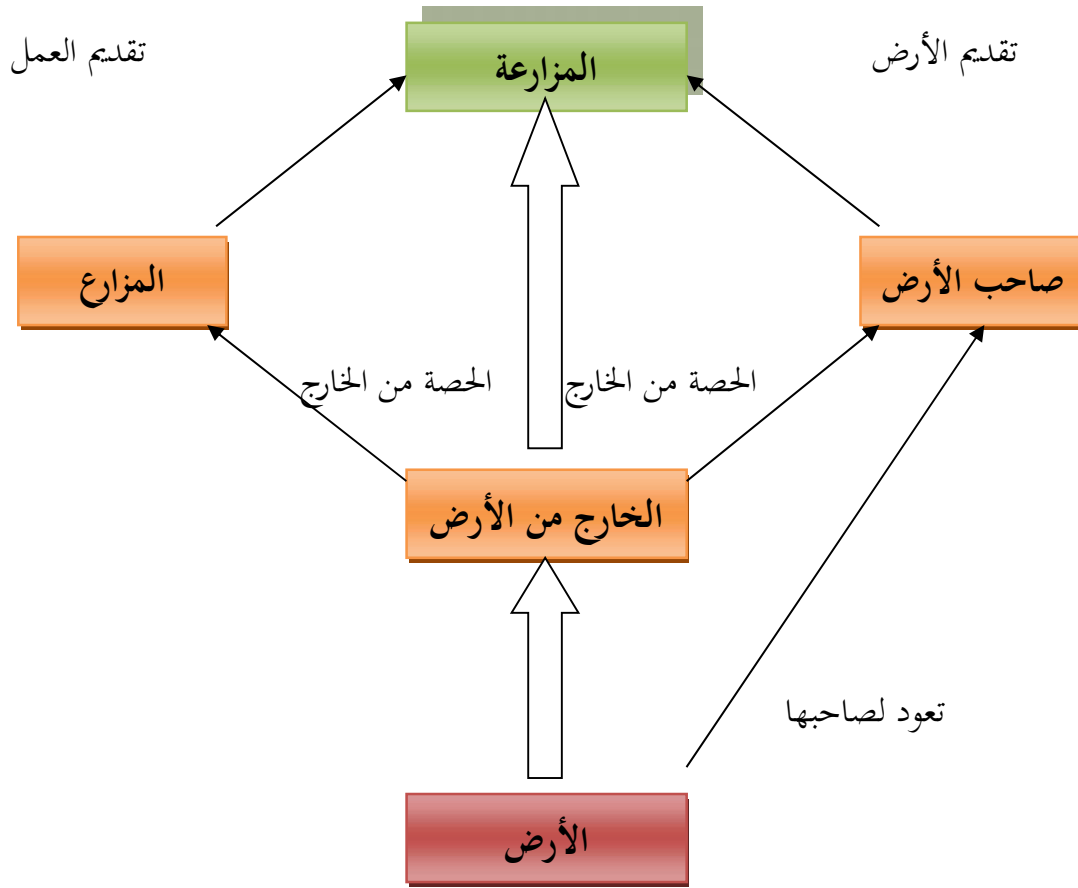 المزارعة
تقديم الأرض
تقديم العمل
صاحب الأرض
المزارع
الحصة من الخارج
الحصة من الخارج
الخارج من الأرض
تعود لصاحبها
الأرض